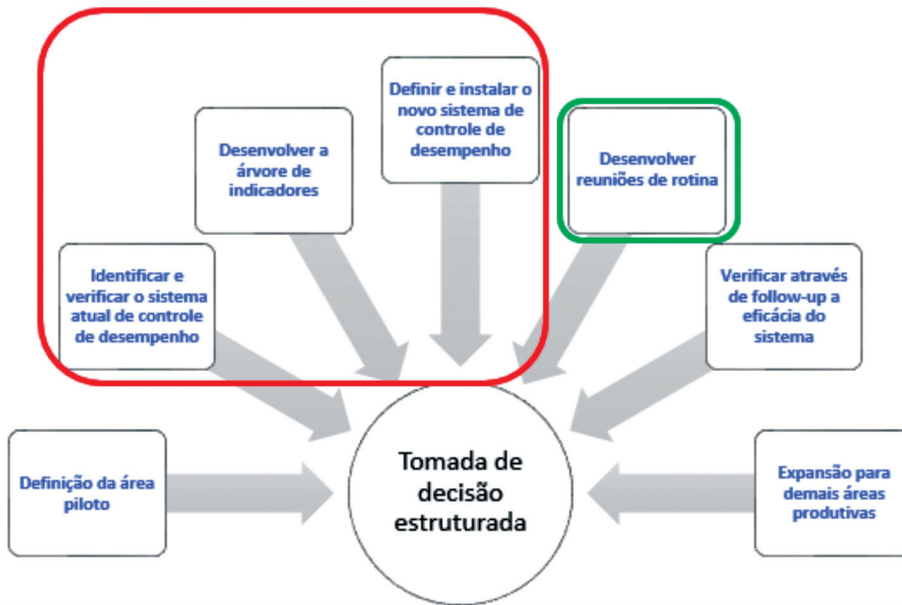 Definir e instalar o
novo sistema de
controle de
desempenho
Desenvolver a
árvore de
indicadores
Desenvolver
reuniões de rotina
Identificar e
verificar o sistema
atual de controle
de desempenho
Verificar através
de follow-up a
eficácia do
sistema
Definição da área
piloto
Tomada de
decisão
estruturada
Expansão para
demais áreas
produtivas